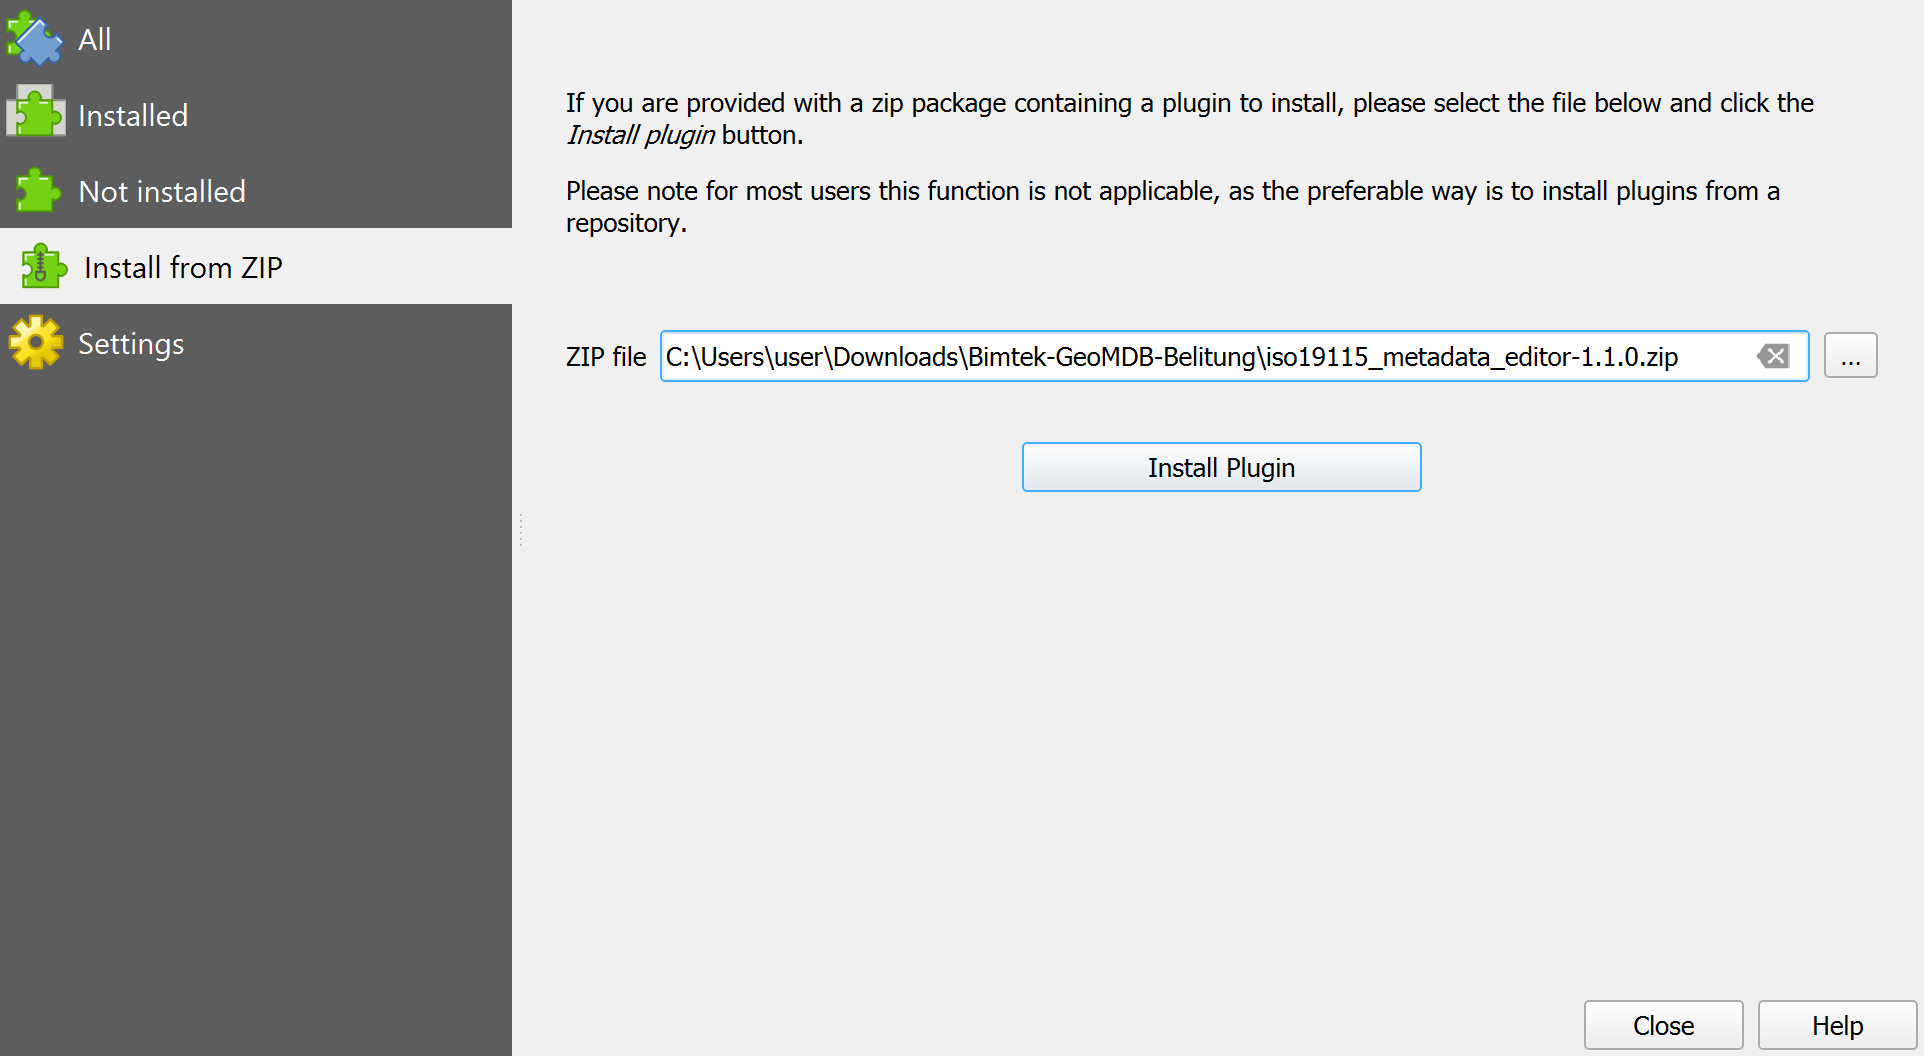 All
Installed
Not installed
Install from ZIP
Settings
If you are provided with a zip package containing a plugin to install, please select the file below and click the
Install plugin button.
Please note for most users this function is not applicable, as the preferable way is to install plugins from a
repository.
ZIP file C:\Users\user\Downloads\Bimtek-GeoMDB-Belitung\iso19115_metadata_editor-1.1.0.zip ...
Install Plugin
Close Help